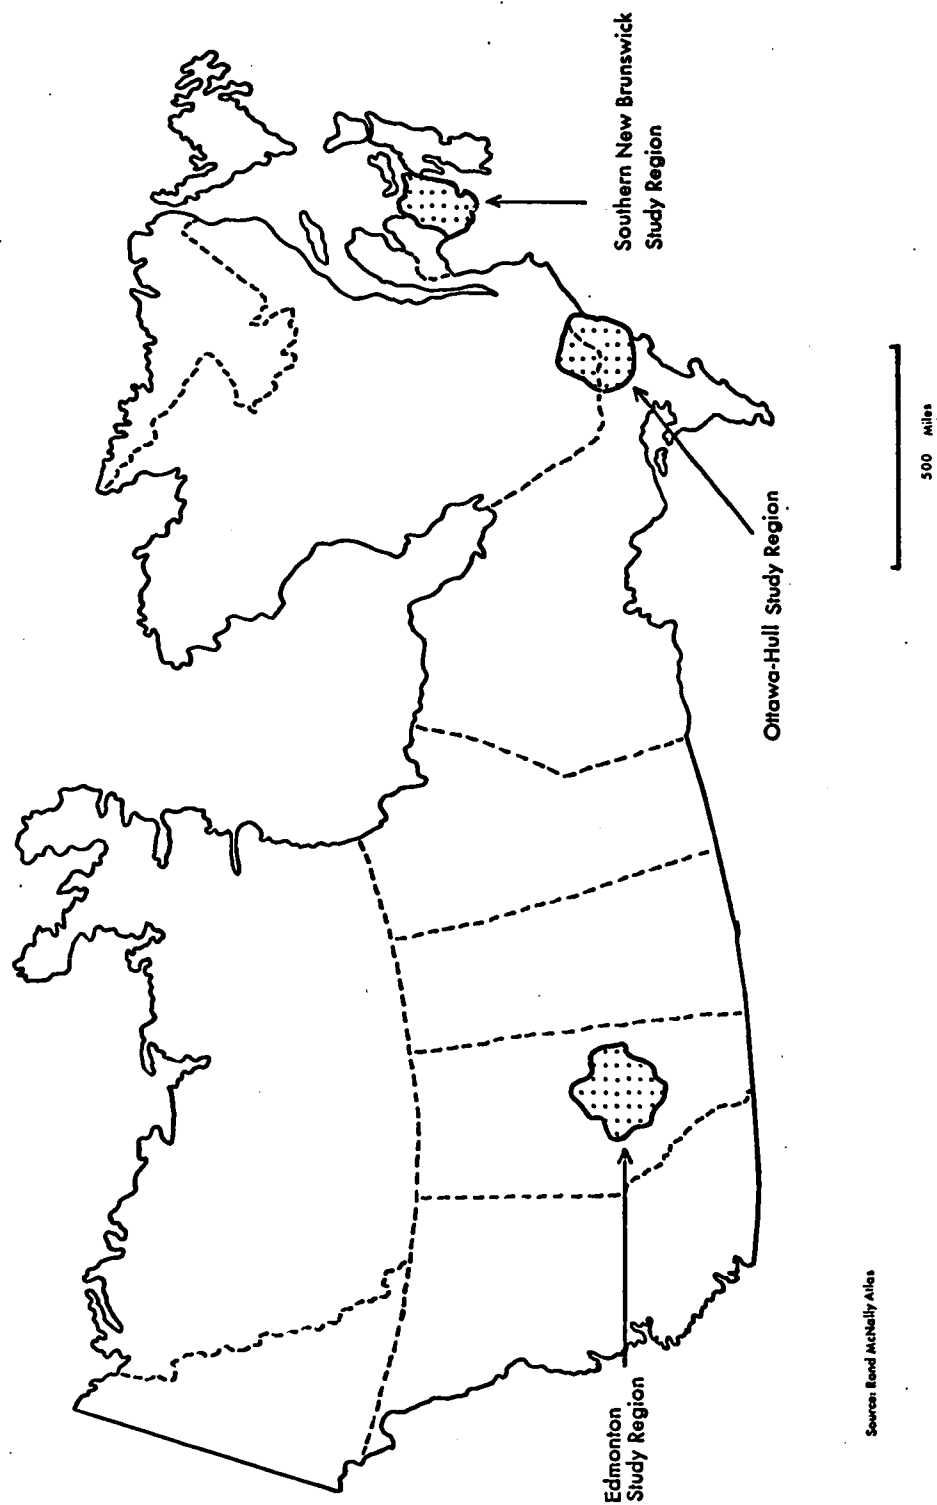 Southern New Brunswick
Study Region
Ottawa-Hull Study Region
Edmonton
Study Region
500 Miles
Source: Rand McNally Atlas